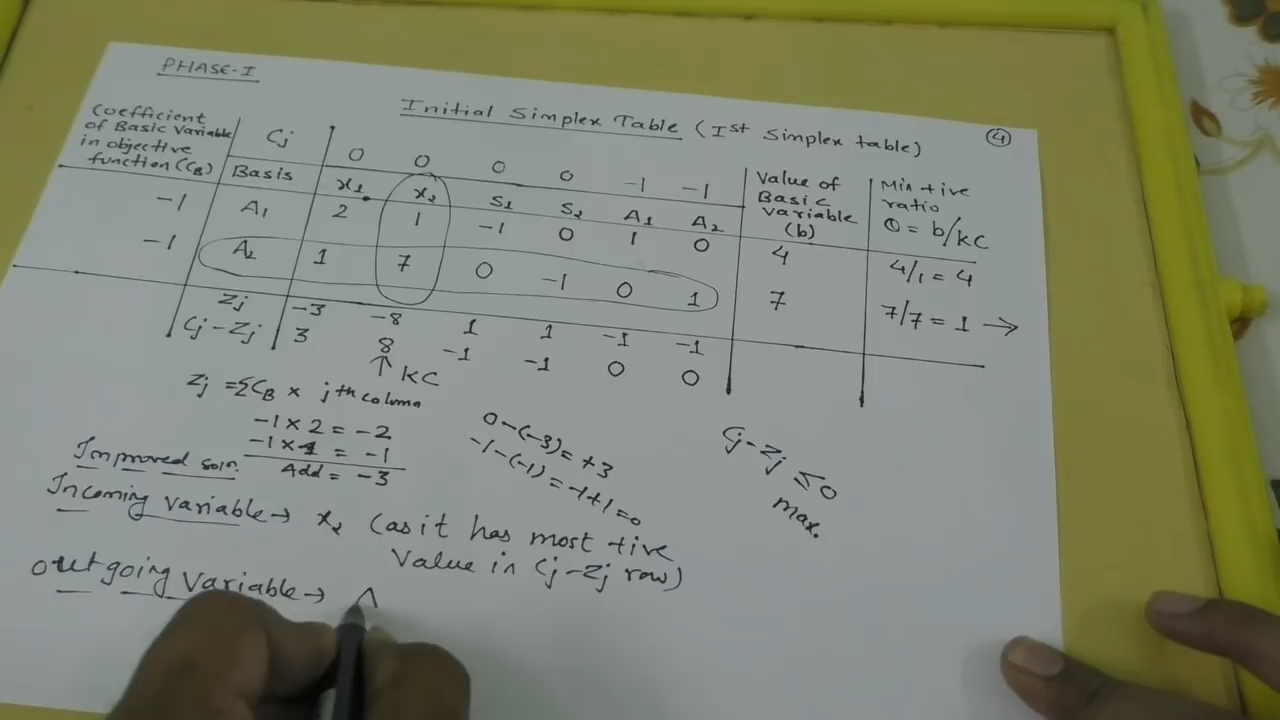 PHASE-I
Initial Simplex Table (Ist Simplex table)
4
Coefficient of Basic Variable in objective function (CB)
Cj 0 0 0 0 -1 -1
Value of Basic Variable (b)
Min +ive ratio θ = b/KC
Basis x1 x2 S1 S2 A1 A2
-1 A1 2 1 -1 0 1 0 4 4/1 = 4
-1 A2 1 7 0 -1 0 1 7 7/7 = 1 →
Zj -3 -8 1 1 -1 -1
Cj-Zj 3 8 -1 -1 0 0
↑ KC
Zj = ΣCB × jth column
-1 × 2 = -2
-1 × 1 = -1
Add = -3
0-(-3) = +3
-1-(-1) = -1+1 = 0
Cj-Zj ≤ 0
max.
Improved soln.
Incoming variable → x2 (as it has most +ive
Value in Cj-Zj row)
outgoing variable → A